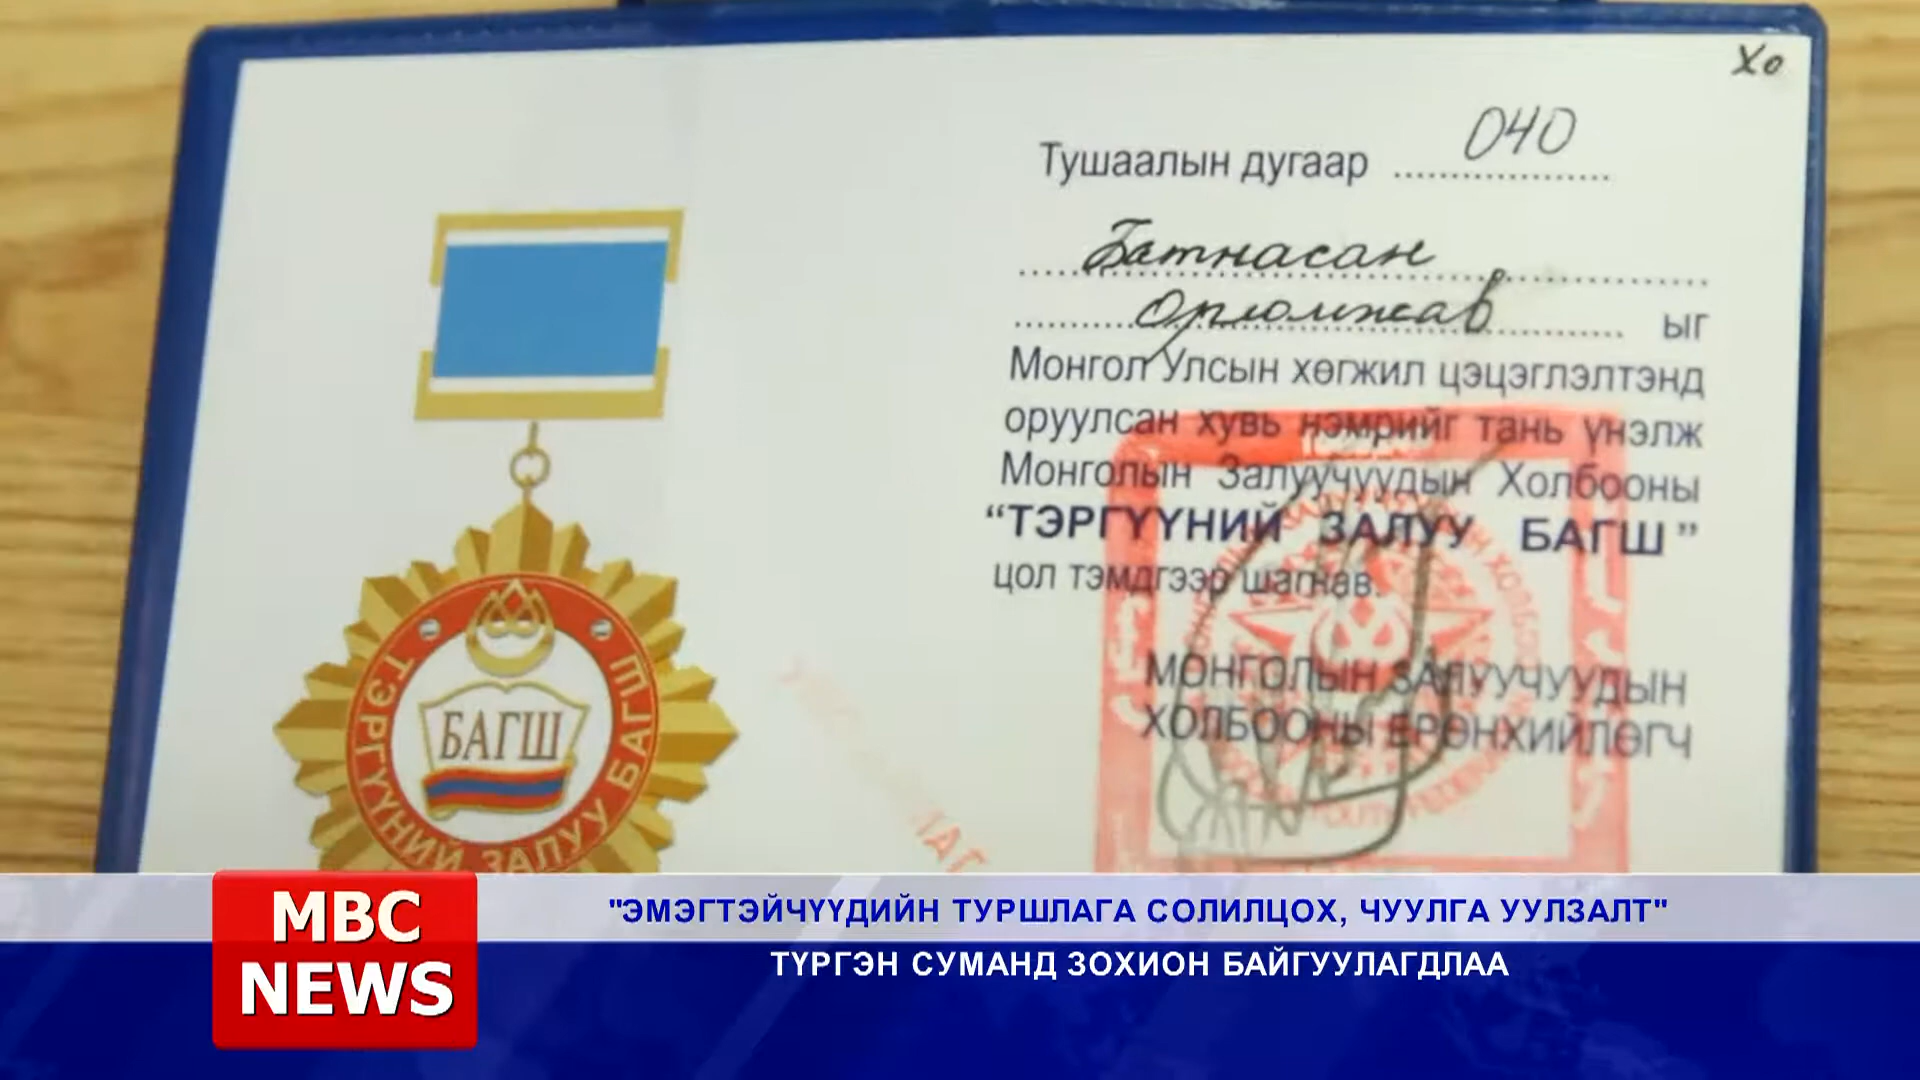 Хо
Тушаалын дугаар 040
Батнасан
Орломжав ыг
Монгол Улсын хөгжил цэцэглэлтэнд
оруулсан хувь нэмрийг тань үнэлж
Монголын Залуучуудын Холбооны
“ТЭРГҮҮНИЙ ЗАЛУУ БАГШ”
цол тэмдгээр шагнав.
МОНГОЛЫН ЗАЛУУЧУУДЫН
ХОЛБООНЫ ЕРӨНХИЙЛӨГЧ
ТЭРГҮҮНИЙ ЗАЛУУ БАГШ
БАГШ
MBC
NEWS
"ЭМЭГТЭЙЧҮҮДИЙН ТУРШЛАГА СОЛИЛЦОХ, ЧУУЛГА УУЛЗАЛТ"
ТҮРГЭН СУМАНД ЗОХИОН БАЙГУУЛАГДЛАА